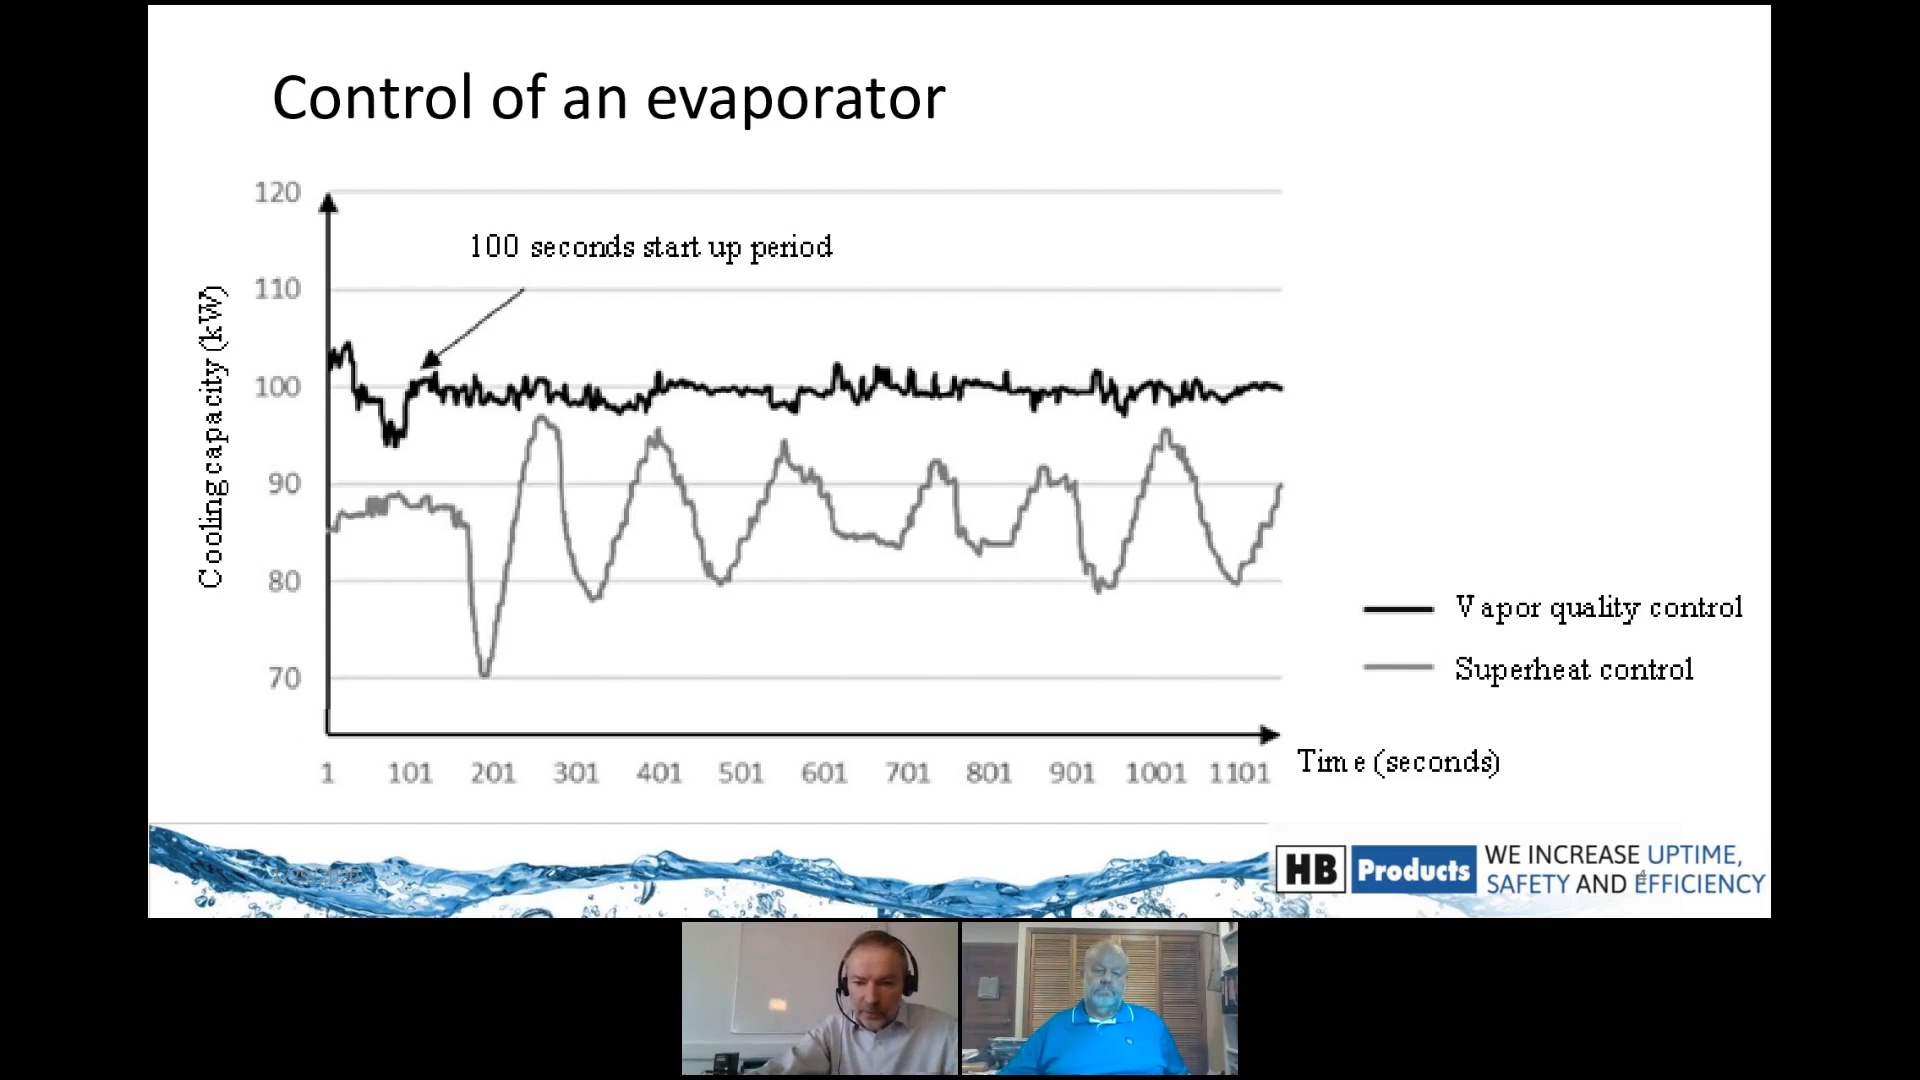 Control of an evaporator
120
110
100
90
80
70
Cooling capacity (kW)
100 seconds start up period
Vapor quality control
Superheat control
1 101 201 301 401 501 601 701 801 901 1001 1101
Time (seconds)
HB Products
WE INCREASE UPTIME,
SAFETY AND EFFICIENCY
4